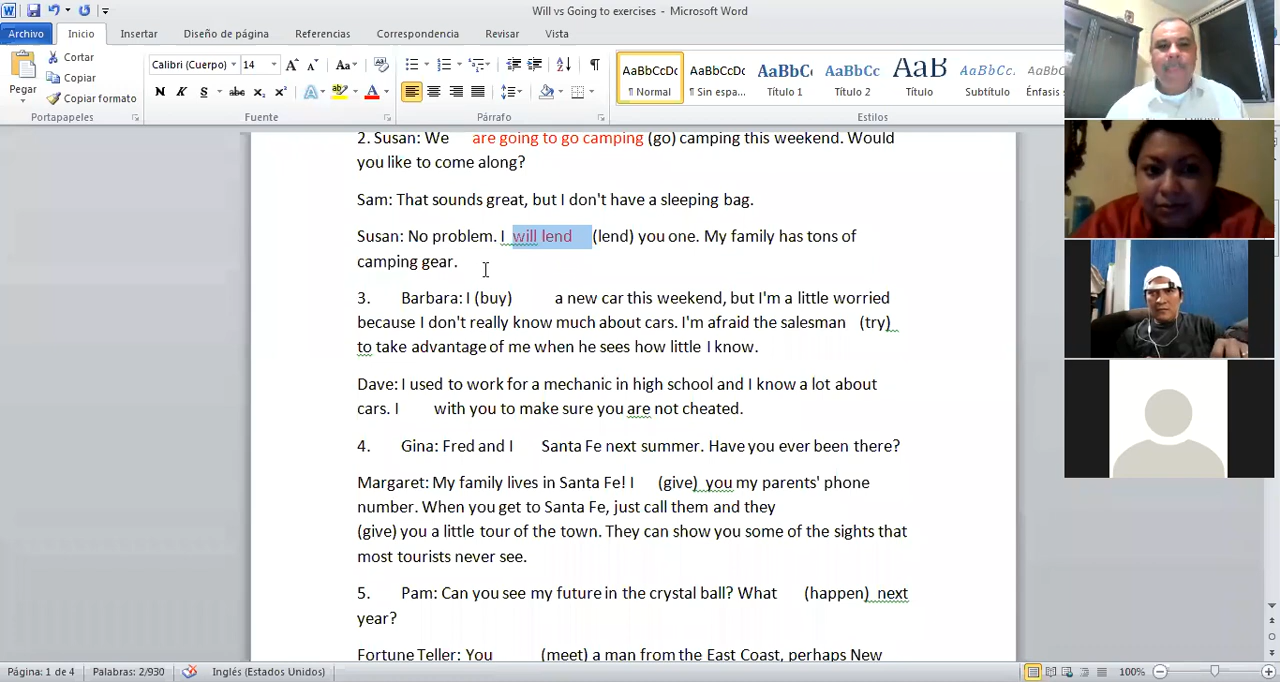 Will vs Going to exercises - Microsoft Word
Archivo Inicio Insertar Diseño de página Referencias Correspondencia Revisar Vista
Pegar
Cortar
Copiar
Copiar formato
Portapapeles
Calibri (Cuerpo) 14
Fuente
Párrafo
AaBbCcDc AaBbCcDc AaBbC AaBbCc AaB AaBbCc. AaBbCc
¶ Normal ¶ Sin espa... Título 1 Título 2 Título Subtítulo Énfasis
Estilos
2. Susan: We are going to go camping (go) camping this weekend. Would
you like to come along?
Sam: That sounds great, but I don't have a sleeping bag.
Susan: No problem. I will lend (lend) you one. My family has tons of
camping gear.
3. Barbara: I (buy) a new car this weekend, but I'm a little worried
because I don't really know much about cars. I'm afraid the salesman (try)
to take advantage of me when he sees how little I know.
Dave: I used to work for a mechanic in high school and I know a lot about
cars. I with you to make sure you are not cheated.
4. Gina: Fred and I Santa Fe next summer. Have you ever been there?
Margaret: My family lives in Santa Fe! I (give) you my parents' phone
number. When you get to Santa Fe, just call them and they
(give) you a little tour of the town. They can show you some of the sights that
most tourists never see.
5. Pam: Can you see my future in the crystal ball? What (happen) next
year?
Fortune Teller: You (meet) a man from the East Coast, perhaps New
Página: 1 de 4 Palabras: 2/930 Inglés (Estados Unidos) 100%